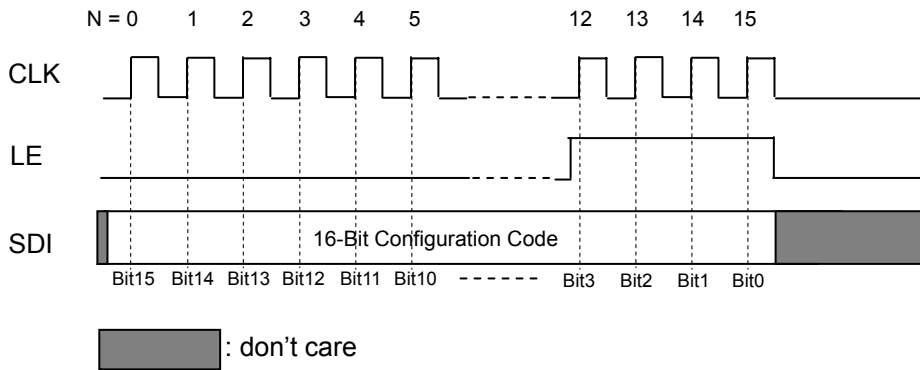 N = 0 1 2 3 4 5 12 13 14 15
CLK
LE
SDI
16-Bit Configuration Code
Bit15 Bit14 Bit13 Bit12 Bit11 Bit10 Bit3 Bit2 Bit1 Bit0
: don't care